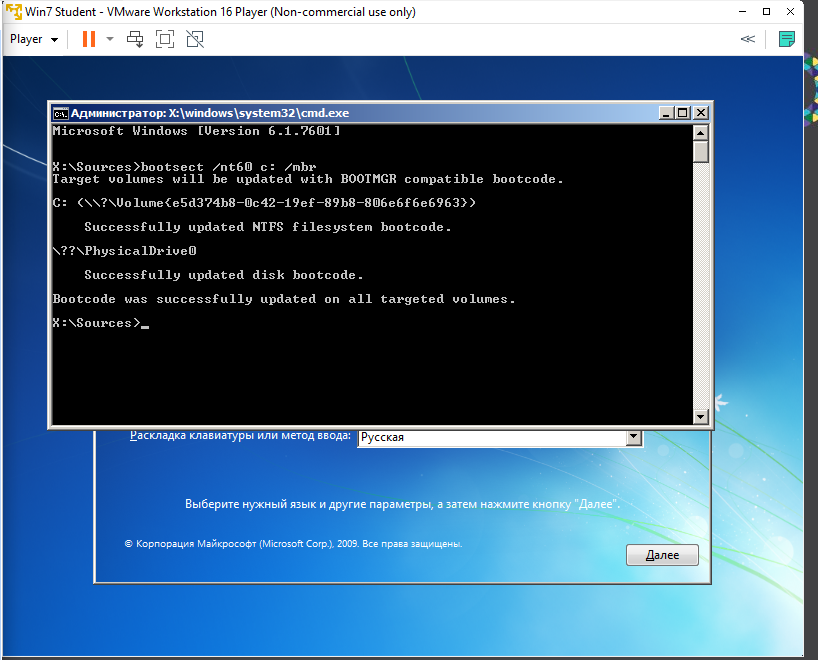 Win7 Student - VMware Workstation 16 Player (Non-commercial use only)
Player
Администратор: X:\windows\system32\cmd.exe
Microsoft Windows [Version 6.1.7601]
X:\Sources>bootsect /nt60 c: /mbr
Target volumes will be updated with BOOTMGR compatible bootcode.
C: (\\?\Volume{e5d374b8-0c42-19ef-89b8-806e6f6e6963})
Successfully updated NTFS filesystem bootcode.
\??\PhysicalDrive0
Successfully updated disk bootcode.
Bootcode was successfully updated on all targeted volumes.
X:\Sources>_
Раскладка клавиатуры или метод ввода: Русская
Выберите нужный язык и другие параметры, а затем нажмите кнопку "Далее".
© Корпорация Майкрософт (Microsoft Corp.), 2009. Все права защищены.
Далее